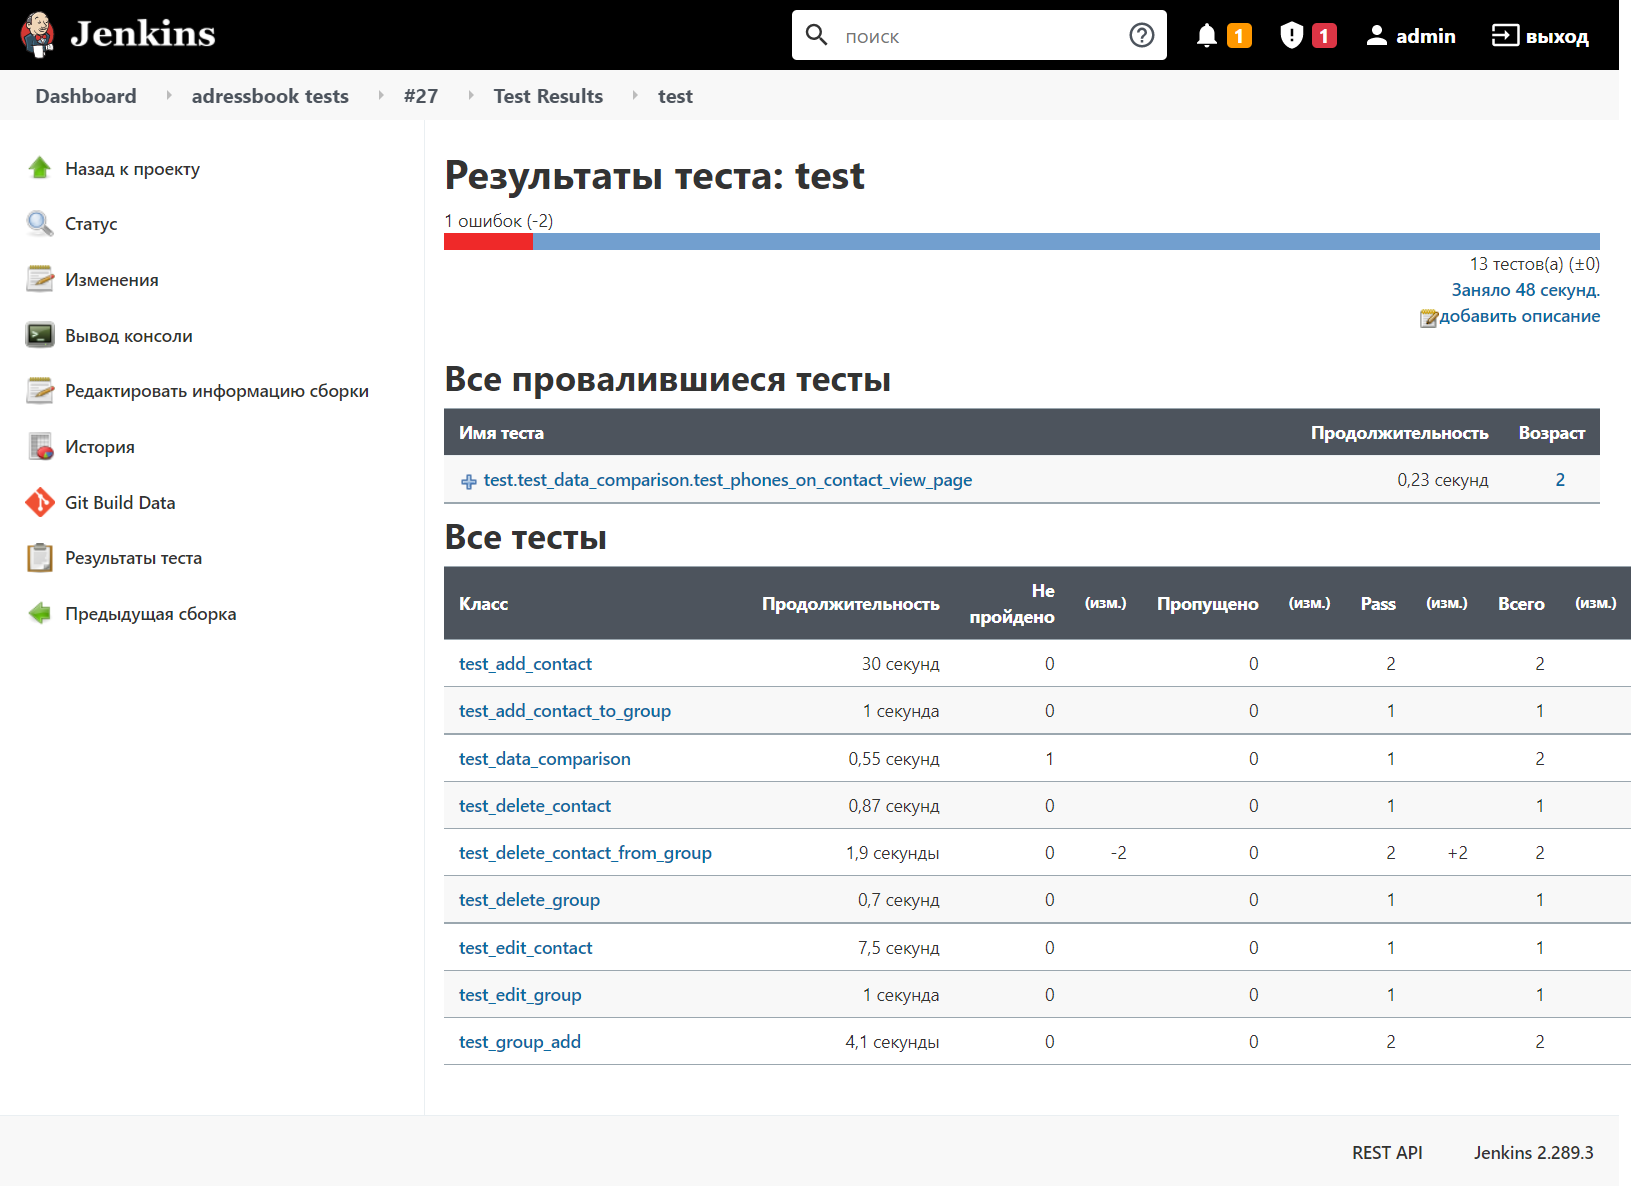 Jenkins
поиск
1
1
admin
выход
Dashboard
adressbook tests
#27
Test Results
test
Назад к проекту
Статус
Изменения
Вывод консоли
Редактировать информацию сборки
История
Git Build Data
Результаты теста
Предыдущая сборка
Результаты теста: test
1 ошибок (-2)
13 тестов(а) (±0)
Заняло 48 секунд.
добавить описание
Все провалившиеся тесты
Имя теста Продолжительность Возраст
test.test_data_comparison.test_phones_on_contact_view_page 0,23 секунд 2
Все тесты
Класс Продолжительность Не пройдено (изм.) Пропущено (изм.) Pass (изм.) Всего (изм.)
test_add_contact 30 секунд 0 0 2 2
test_add_contact_to_group 1 секунда 0 0 1 1
test_data_comparison 0,55 секунд 1 0 1 2
test_delete_contact 0,87 секунд 0 0 1 1
test_delete_contact_from_group 1,9 секунды 0 -2 0 2 +2 2
test_delete_group 0,7 секунд 0 0 1 1
test_edit_contact 7,5 секунд 0 0 1 1
test_edit_group 1 секунда 0 0 1 1
test_group_add 4,1 секунды 0 0 2 2
REST API
Jenkins 2.289.3